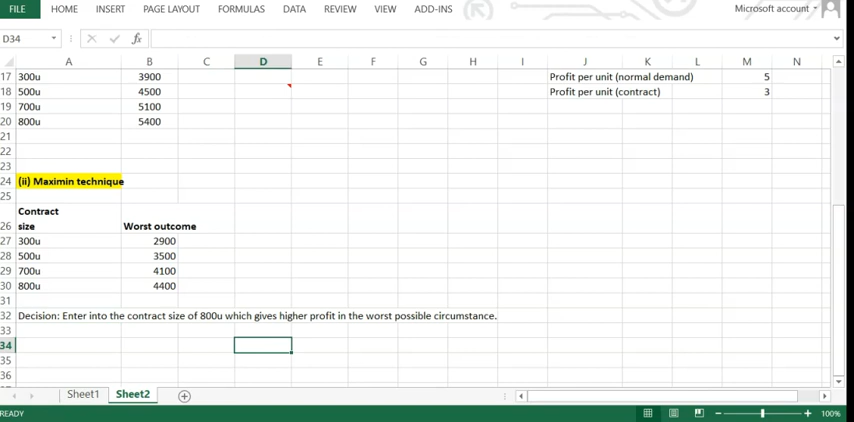 FILE HOME INSERT PAGE LAYOUT FORMULAS DATA REVIEW VIEW ADD-INS Microsoft account
D34 fx
A B C D E F G H I J K L M N
17 300u 3900 Profit per unit (normal demand) 5
18 500u 4500 Profit per unit (contract) 3
19 700u 5100
20 800u 5400
21
22
23
24 (ii) Maximin technique
25
Contract
26 size Worst outcome
27 300u 2900
28 500u 3500
29 700u 4100
30 800u 4400
31
32 Decision: Enter into the contract size of 800u which gives higher profit in the worst possible circumstance.
33
34
35
36
Sheet1 Sheet2
READY 100%